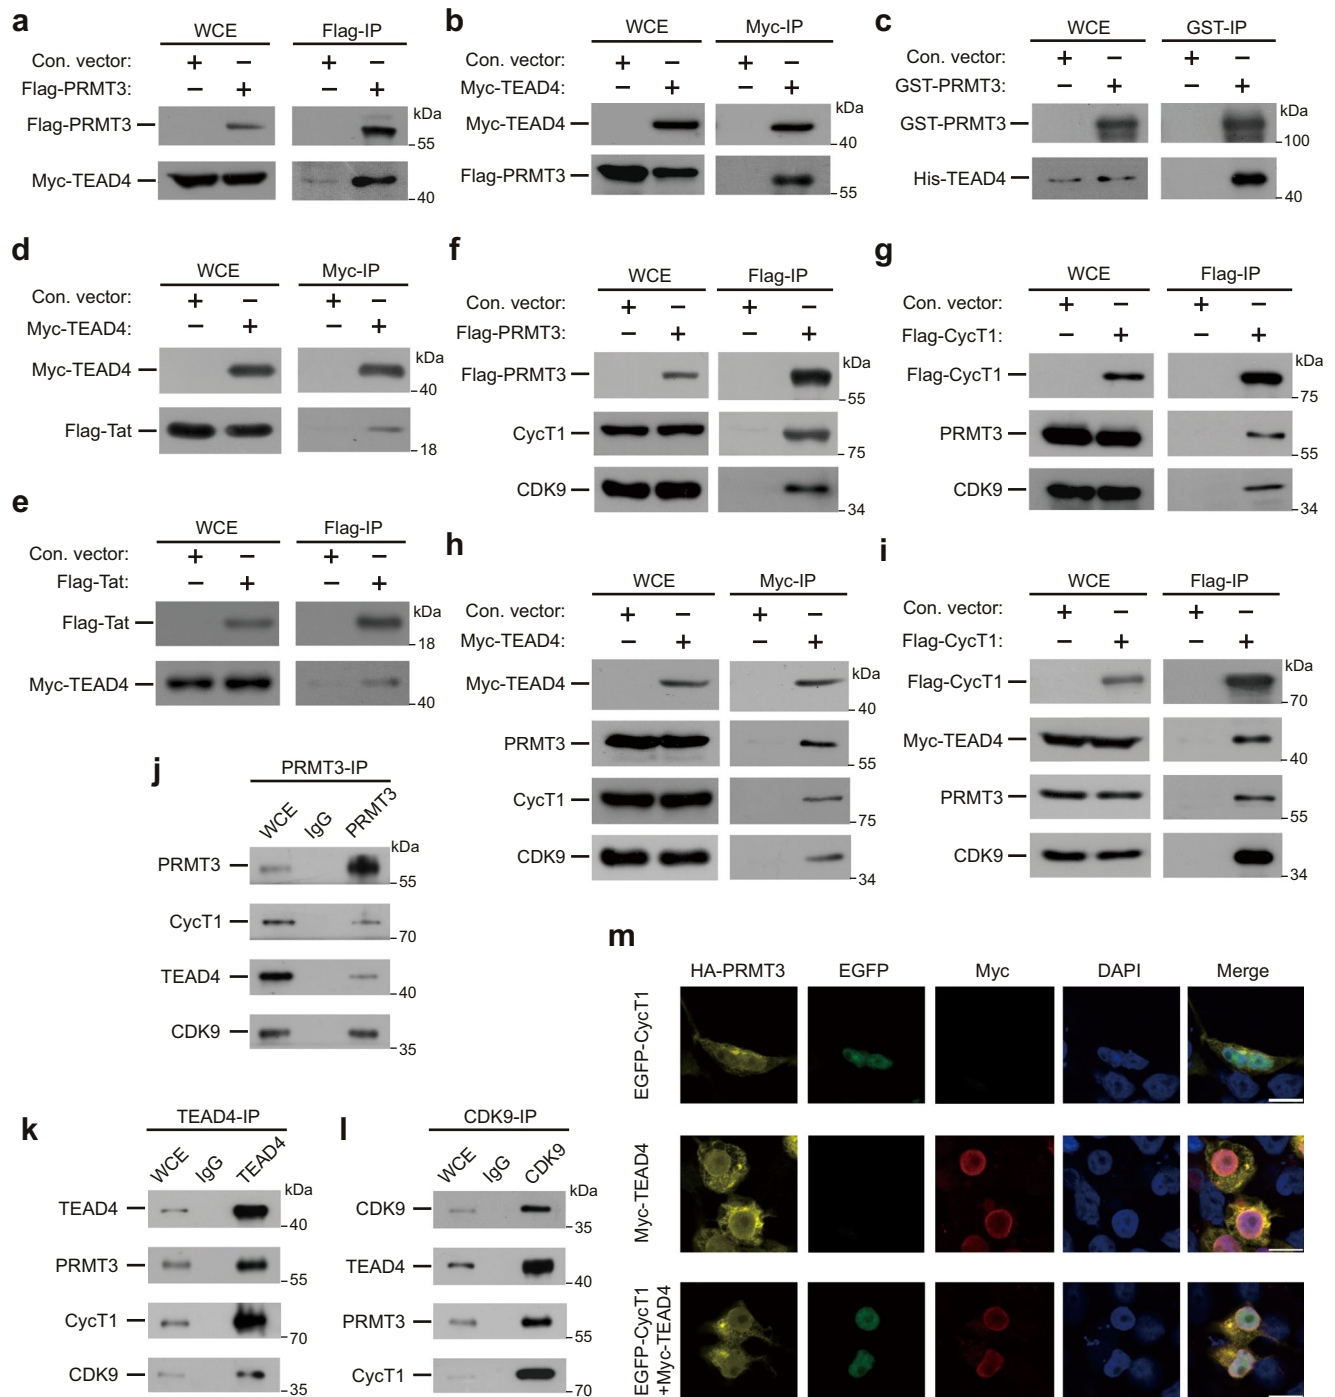 a
WCE Flag-IP
Con. vector: + – + –
Flag-PRMT3: – + – +
kDa
Flag-PRMT3
55
Myc-TEAD4
40
b
WCE Myc-IP
Con. vector: + – + –
Myc-TEAD4: – + – +
kDa
Myc-TEAD4
40
Flag-PRMT3
55
c
WCE GST-IP
Con. vector: + – + –
GST-PRMT3: – + – +
kDa
GST-PRMT3
100
His-TEAD4
40
d
WCE Myc-IP
Con. vector: + – + –
Myc-TEAD4: – + – +
kDa
Myc-TEAD4
40
Flag-Tat
18
e
WCE Flag-IP
Con. vector: + – + –
Flag-Tat: – + – +
kDa
Flag-Tat
18
Myc-TEAD4
40
f
WCE Flag-IP
Con. vector: + – + –
Flag-PRMT3: – + – +
kDa
Flag-PRMT3
55
CycT1
75
CDK9
34
g
WCE Flag-IP
Con. vector: + – + –
Flag-CycT1: – + – +
kDa
Flag-CycT1
75
PRMT3
55
CDK9
34
h
WCE Myc-IP
Con. vector: + – + –
Myc-TEAD4: – + – +
kDa
Myc-TEAD4
40
PRMT3
55
CycT1
75
CDK9
34
i
WCE Flag-IP
Con. vector: + – + –
Flag-CycT1: – + – +
kDa
Flag-CycT1
70
Myc-TEAD4
40
PRMT3
55
CDK9
34
j
PRMT3-IP
WCE IgG PRMT3
kDa
PRMT3
55
CycT1
70
TEAD4
40
CDK9
35
k
TEAD4-IP
WCE IgG TEAD4
kDa
TEAD4
40
PRMT3
55
CycT1
70
CDK9
35
l
CDK9-IP
WCE IgG CDK9
kDa
CDK9
35
TEAD4
40
PRMT3
55
CycT1
70
m
HA-PRMT3 EGFP Myc DAPI Merge
EGFP-CycT1
Myc-TEAD4
EGFP-CycT1
+Myc-TEAD4